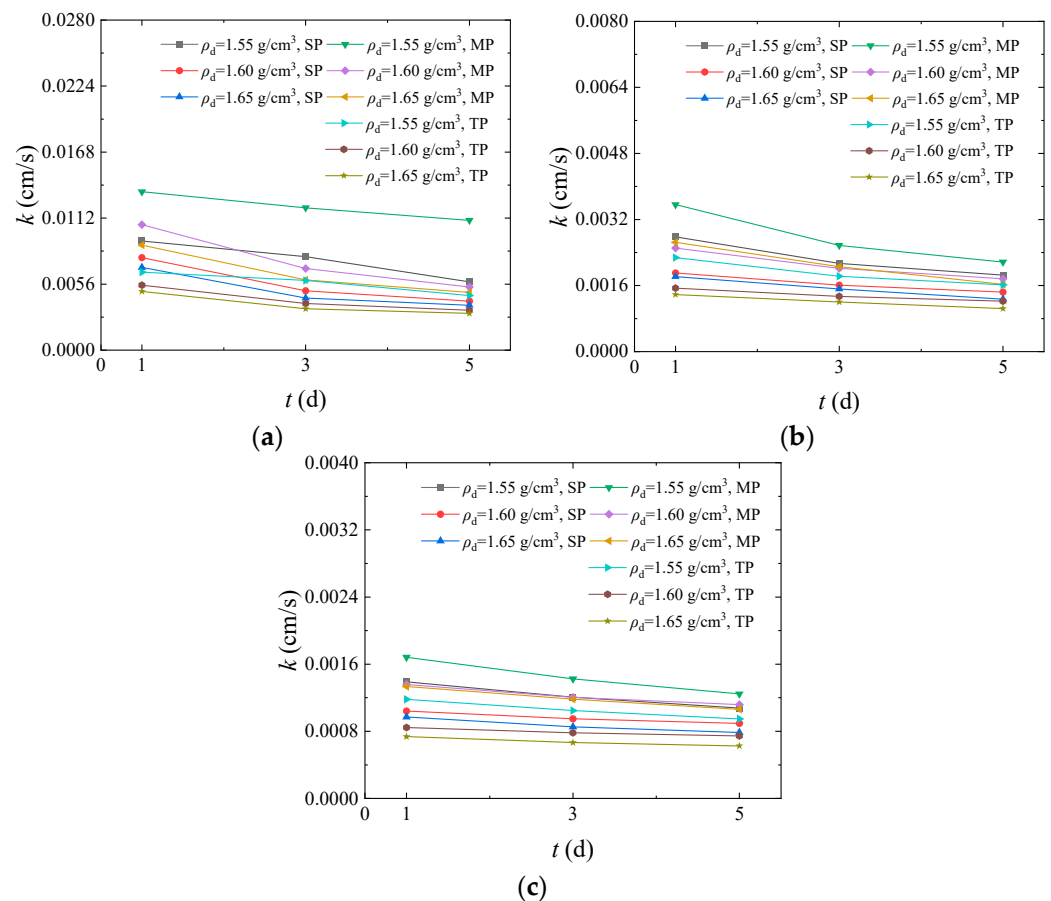 0.0280
0.0224
0.0168
0.0112
0.0056
0.0000
k (cm/s)
ρd=1.55 g/cm³, SP
ρd=1.60 g/cm³, SP
ρd=1.65 g/cm³, SP
ρd=1.55 g/cm³, MP
ρd=1.60 g/cm³, MP
ρd=1.65 g/cm³, MP
ρd=1.55 g/cm³, TP
ρd=1.60 g/cm³, TP
ρd=1.65 g/cm³, TP
0 1 3 5
t (d)
(a)
0.0080
0.0064
0.0048
0.0032
0.0016
0.0000
k (cm/s)
ρd=1.55 g/cm³, SP
ρd=1.60 g/cm³, SP
ρd=1.65 g/cm³, SP
ρd=1.55 g/cm³, MP
ρd=1.60 g/cm³, MP
ρd=1.65 g/cm³, MP
ρd=1.55 g/cm³, TP
ρd=1.60 g/cm³, TP
ρd=1.65 g/cm³, TP
0 1 3 5
t (d)
(b)
0.0040
0.0032
0.0024
0.0016
0.0008
0.0000
k (cm/s)
ρd=1.55 g/cm³, SP
ρd=1.60 g/cm³, SP
ρd=1.65 g/cm³, SP
ρd=1.55 g/cm³, MP
ρd=1.60 g/cm³, MP
ρd=1.65 g/cm³, MP
ρd=1.55 g/cm³, TP
ρd=1.60 g/cm³, TP
ρd=1.65 g/cm³, TP
0 1 3 5
t (d)
(c)